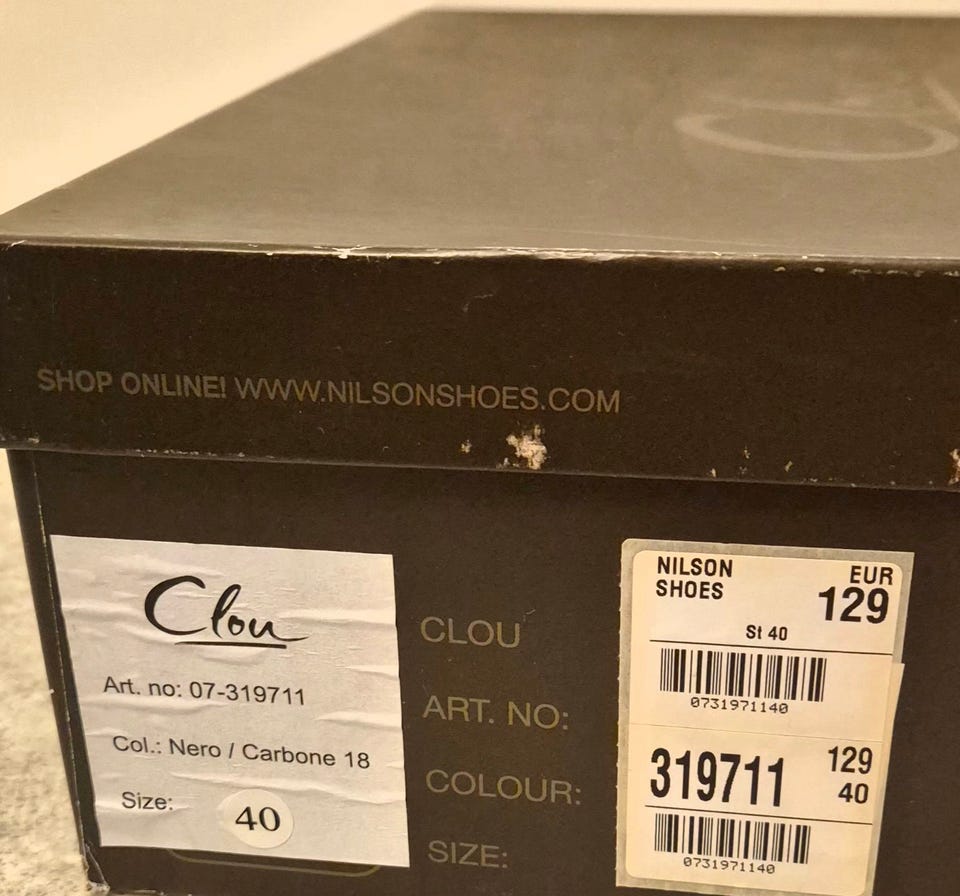 SHOP ONLINE! WWW.NILSONSHOES.COM
Clou
Art. no: 07-319711
Col.: Nero / Carbone 18
Size: 40
CLOU
ART. NO:
COLOUR:
SIZE:
NILSON SHOES
EUR 129
St 40
0731971140
319711
129
40
0731971140